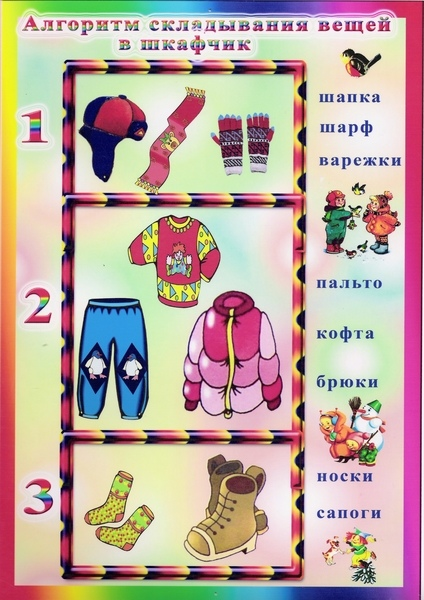 Алгоритм складывания вещей
в шкафчик
1
шапка
шарф
варежки
2
пальто
кофта
брюки
3
носки
сапоги